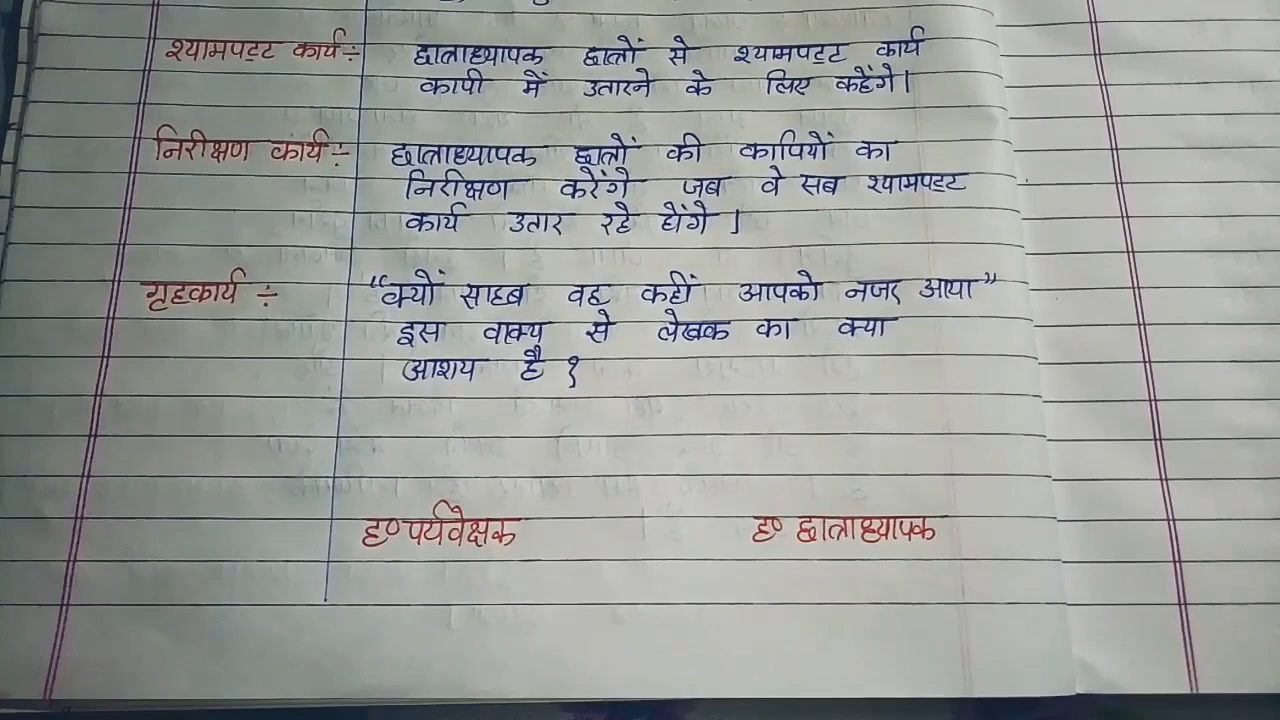 श्यामपट्ट कार्य ÷ छात्राध्यापक छात्रों से श्यामपट्ट कार्य
कापी में उतारने के लिए कहेंगे।
निरीक्षण कार्य ÷ छात्राध्यापक छात्रों की कापियों का
निरीक्षण करेंगे जब वे सब श्यामपट्ट
कार्य उतार रहे होंगे।
गृहकार्य ÷ “क्यों साहब वह कहीं आपको नजर आया”
इस वाक्य से लेखक का क्या
आशय है ?
ह० पर्यवेक्षक ह० छात्राध्यापक